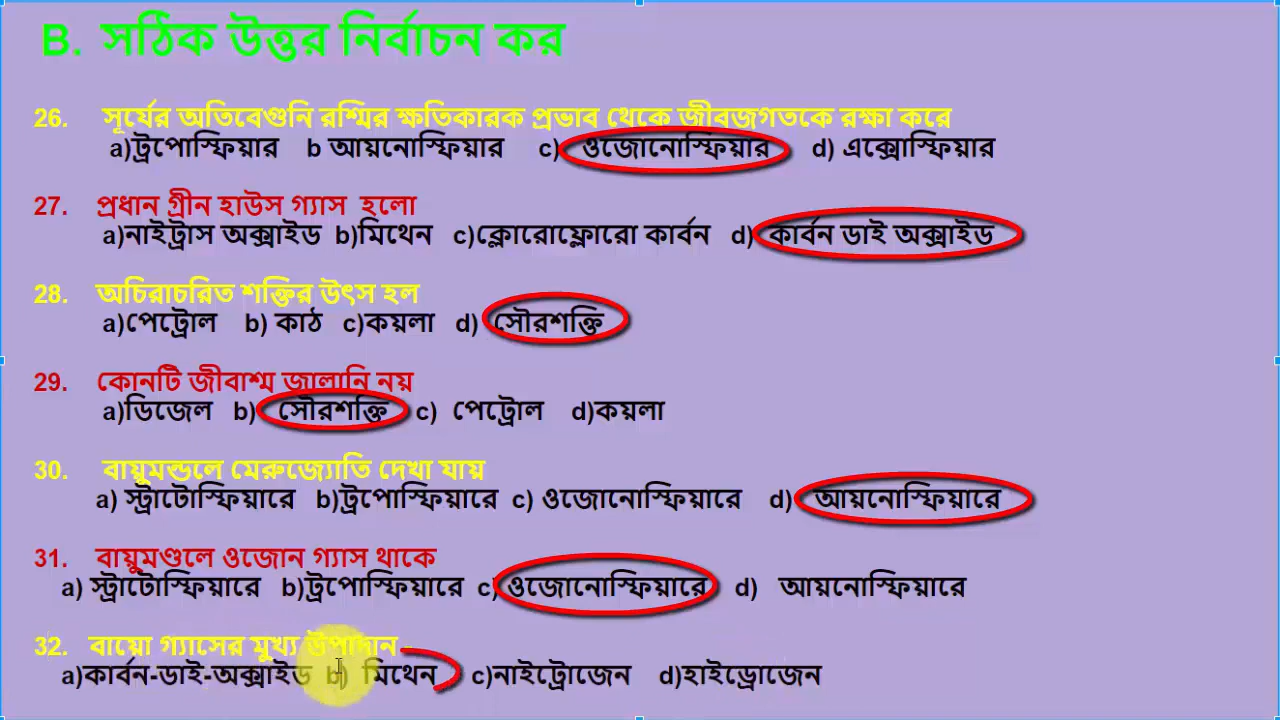 B. সঠিক উত্তর নির্বাচন কর
26. সূর্যের অতিবেগুনি রশ্মির ক্ষতিকারক প্রভাব থেকে জীবজগতকে রক্ষা করে
a)ট্রপোস্ফিয়ার b আয়নোস্ফিয়ার c) ওজোনোস্ফিয়ার d) এক্সোস্ফিয়ার
27. প্রধান গ্রীন হাউস গ্যাস হলো
a)নাইট্রাস অক্সাইড b)মিথেন c)ক্লোরোফ্লোরো কার্বন d) কার্বন ডাই অক্সাইড
28. অচিরাচরিত শক্তির উৎস হল
a)পেট্রোল b) কাঠ c)কয়লা d) সৌরশক্তি
29. কোনটি জীবাশ্ম জালানি নয়
a)ডিজেল b) সৌরশক্তি c) পেট্রোল d)কয়লা
30. বায়ুমন্ডলে মেরুজ্যোতি দেখা যায়
a) স্ট্রাটোস্ফিয়ারে b)ট্রপোস্ফিয়ারে c) ওজোনোস্ফিয়ারে d) আয়নোস্ফিয়ারে
31. বায়ুমণ্ডলে ওজোন গ্যাস থাকে
a) স্ট্রাটোস্ফিয়ারে b)ট্রপোস্ফিয়ারে c) ওজোনোস্ফিয়ারে d) আয়নোস্ফিয়ারে
32. বায়ো গ্যাসের মুখ্য উপাদান -
a)কার্বন-ডাই-অক্সাইড b) মিথেন c)নাইট্রোজেন d)হাইড্রোজেন